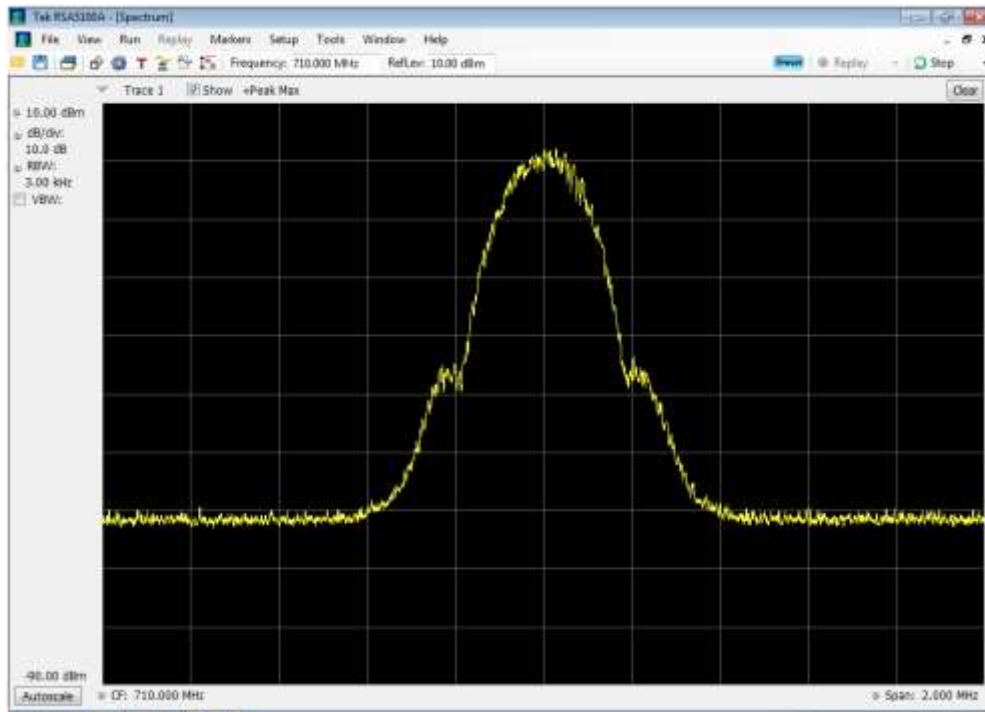 Tek RSA5100A - [Spectrum]
File View Run Replay Markers Setup Tools Window Help
T Frequency: 710.000 MHz RefLev: 10.00 dBm Preset Replay Stop
Trace 1 Show +Peak Max Clear
10.00 dBm
dB/div:
10.0 dB
RBW:
3.00 kHz
VBW:
-90.00 dBm
Autoscale CF: 710.000 MHz Span: 2.000 MHz